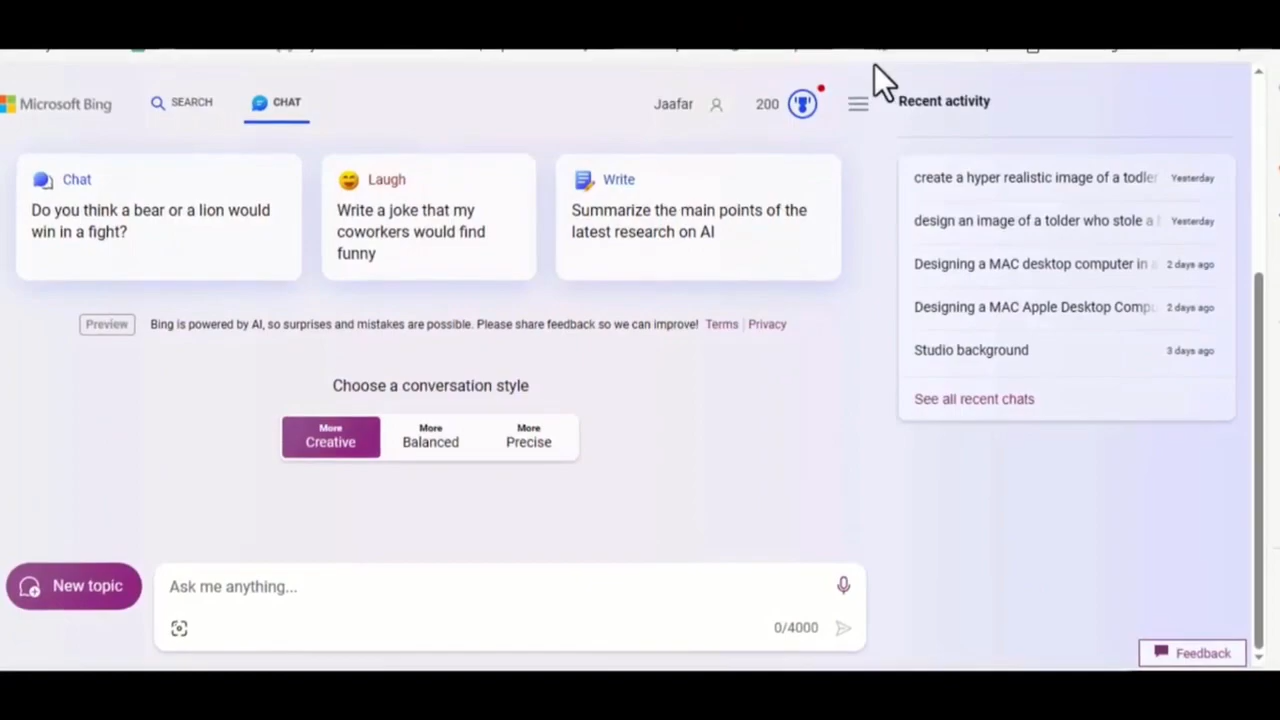 Microsoft Bing
SEARCH
CHAT
Jaafar
200
Chat
Do you think a bear or a lion would
win in a fight?
Laugh
Write a joke that my
coworkers would find
funny
Write
Summarize the main points of the
latest research on AI
Preview
Bing is powered by AI, so surprises and mistakes are possible. Please share feedback so we can improve! Terms | Privacy
Choose a conversation style
More
Creative
More
Balanced
More
Precise
New topic
Ask me anything...
0/4000
Recent activity
create a hyper realistic image of a todler Yesterday
design an image of a tolder who stole a Yesterday
Designing a MAC desktop computer in 2 days ago
Designing a MAC Apple Desktop Comp 2 days ago
Studio background 3 days ago
See all recent chats
Feedback